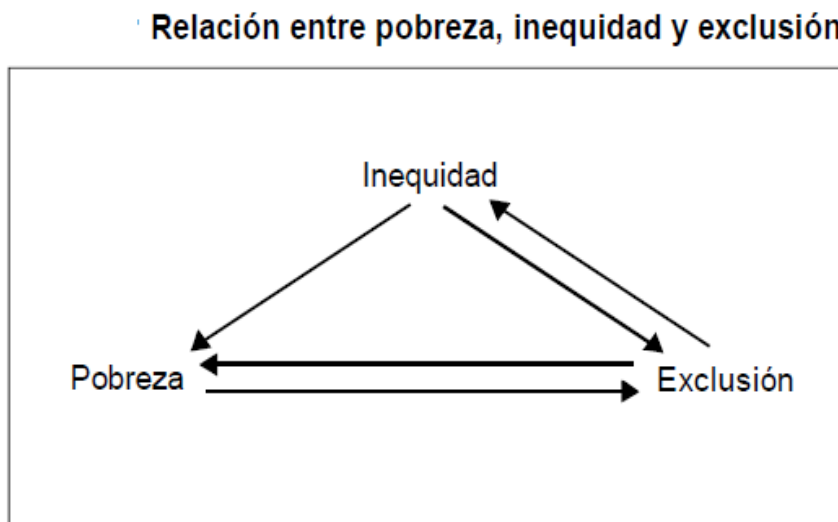 Relación entre pobreza, inequidad y exclusión
Inequidad
Pobreza
Exclusión